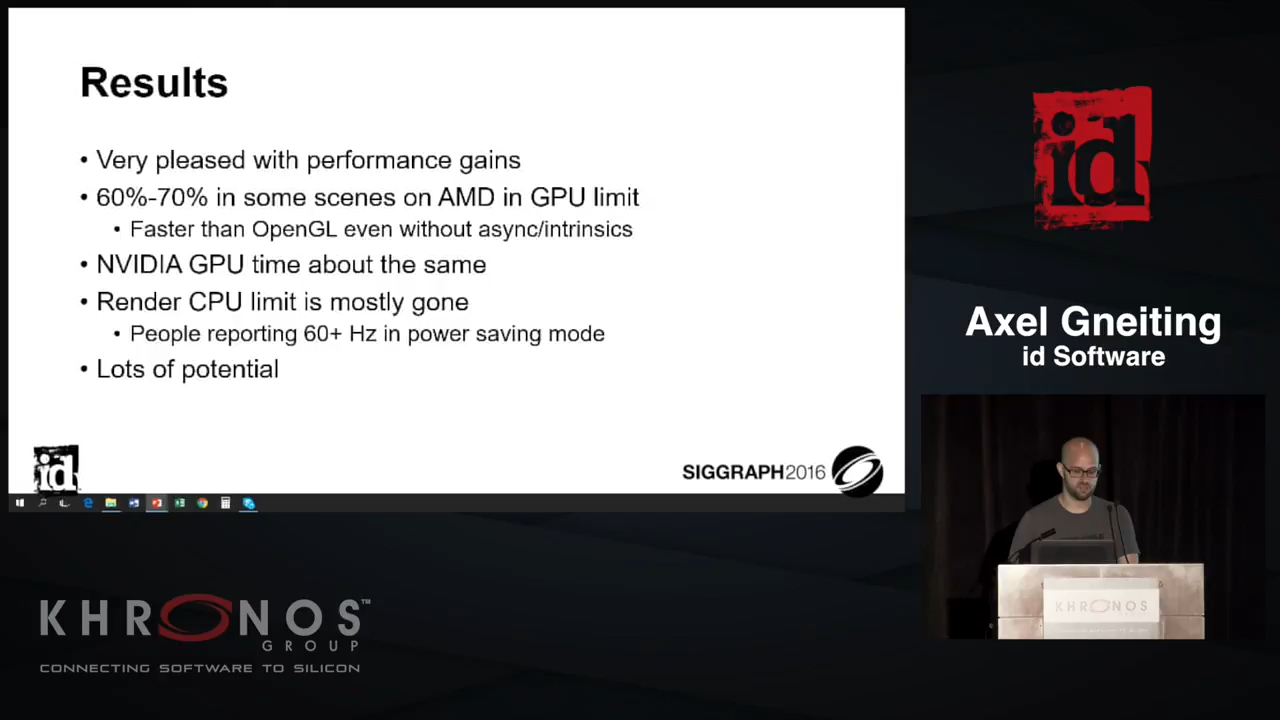 Results
• Very pleased with performance gains
• 60%-70% in some scenes on AMD in GPU limit
• Faster than OpenGL even without async/intrinsics
• NVIDIA GPU time about the same
• Render CPU limit is mostly gone
• People reporting 60+ Hz in power saving mode
• Lots of potential
id
SIGGRAPH2016
id
Axel Gneiting
id Software
KHRONOS™
GROUP
CONNECTING SOFTWARE TO SILICON
KHRONOS